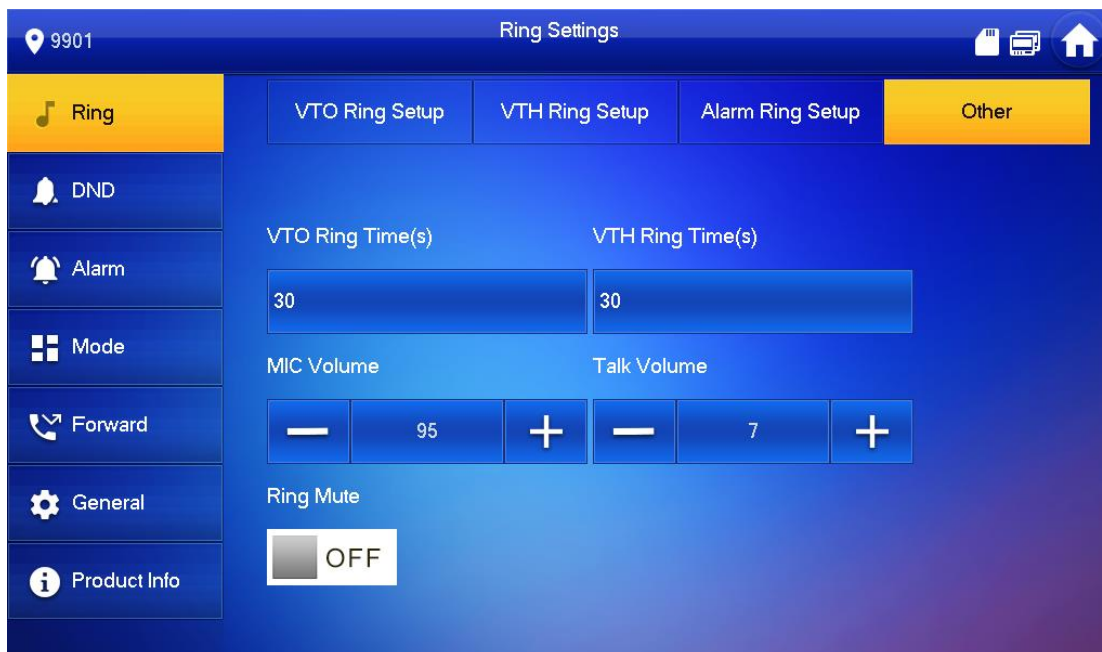 9901
Ring Settings
Ring
VTO Ring Setup
VTH Ring Setup
Alarm Ring Setup
Other
DND
Alarm
Mode
Forward
General
Product Info
VTO Ring Time(s)
VTH Ring Time(s)
30
30
MIC Volume
Talk Volume
95
7
Ring Mute
OFF